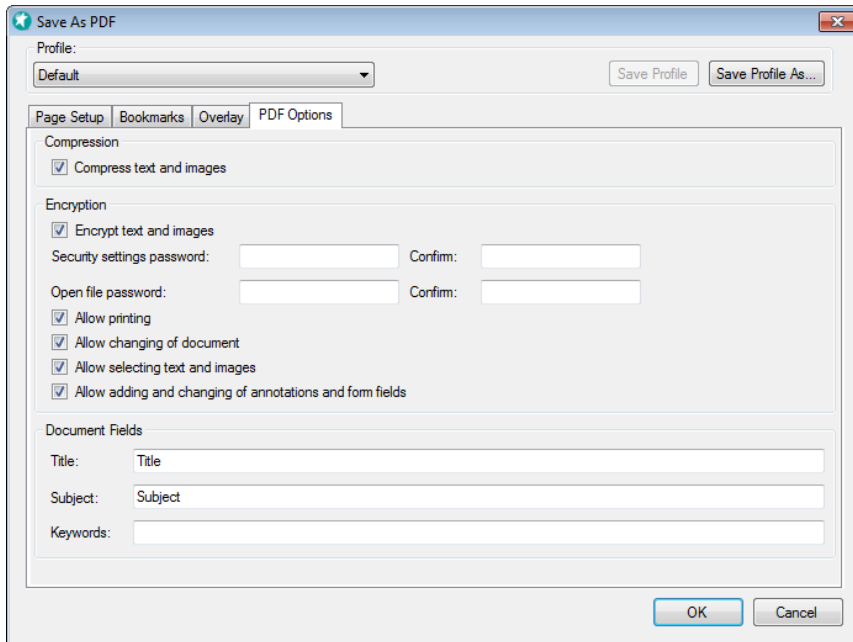 Save As PDF
Profile:
Default
Save Profile
Save Profile As...
Page Setup
Bookmarks
Overlay
PDF Options
Compression
Compress text and images
Encryption
Encrypt text and images
Security settings password:
Confirm:
Open file password:
Confirm:
Allow printing
Allow changing of document
Allow selecting text and images
Allow adding and changing of annotations and form fields
Document Fields
Title:
Title
Subject:
Subject
Keywords:
OK
Cancel